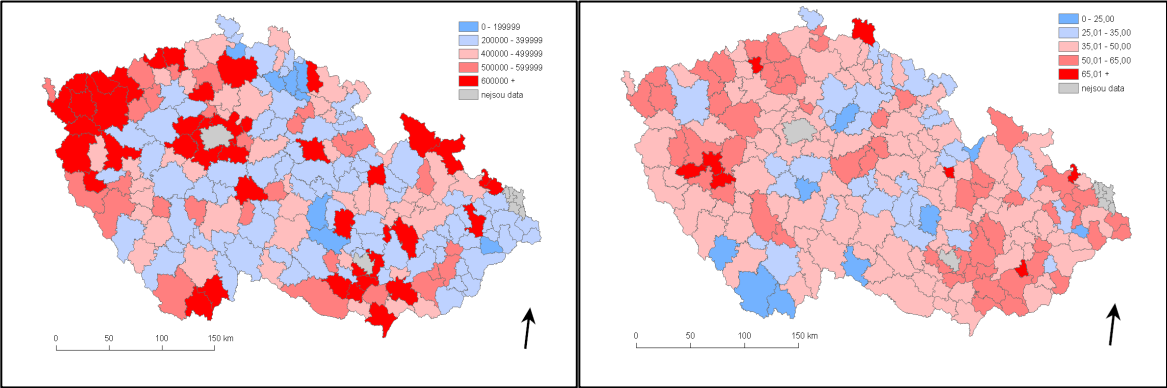 0 - 199999
200000 - 399999
400000 - 499999
500000 - 599999
600000 +
nejsou data
0 50 100 150 km
0 - 25,00
25,01 - 35,00
35,01 - 50,00
50,01 - 65,00
65,01 +
nejsou data
0 50 100 150 km